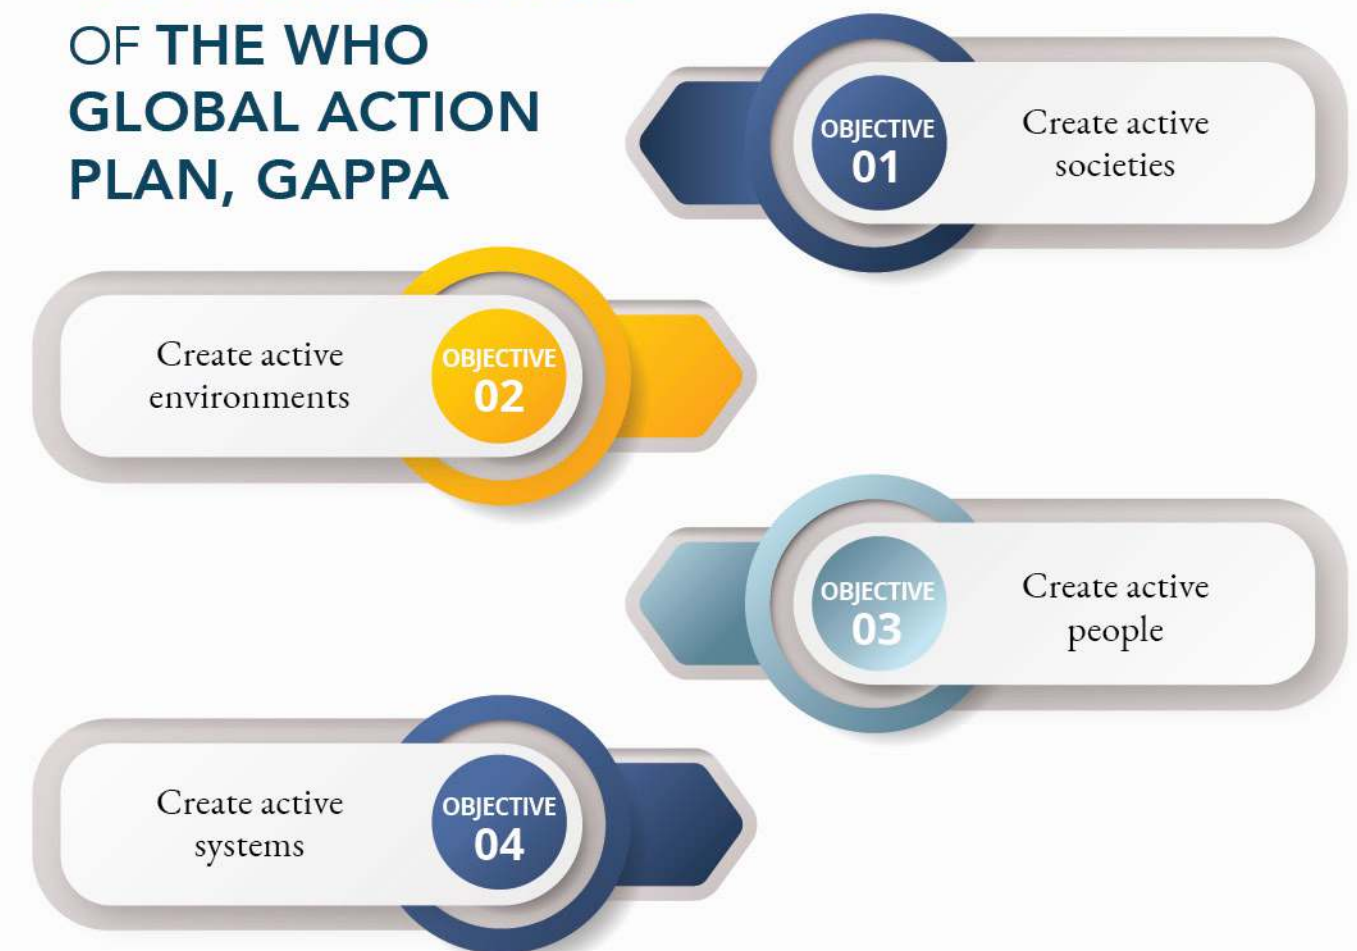 OF THE WHO
GLOBAL ACTION
PLAN, GAPPA
OBJECTIVE
01
Create active
societies
Create active
environments
OBJECTIVE
02
OBJECTIVE
03
Create active
people
Create active
systems
OBJECTIVE
04